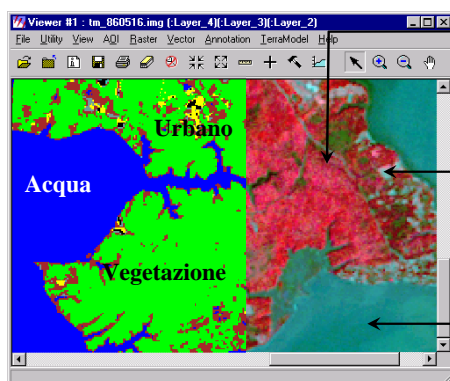 Viewer #1 : tm_860516.img (:Layer_4)(:Layer_3)(:Layer_2)
File Utility View AOI Raster Vector Annotation TerraModel Help
Urbano
Acqua
Vegetazione